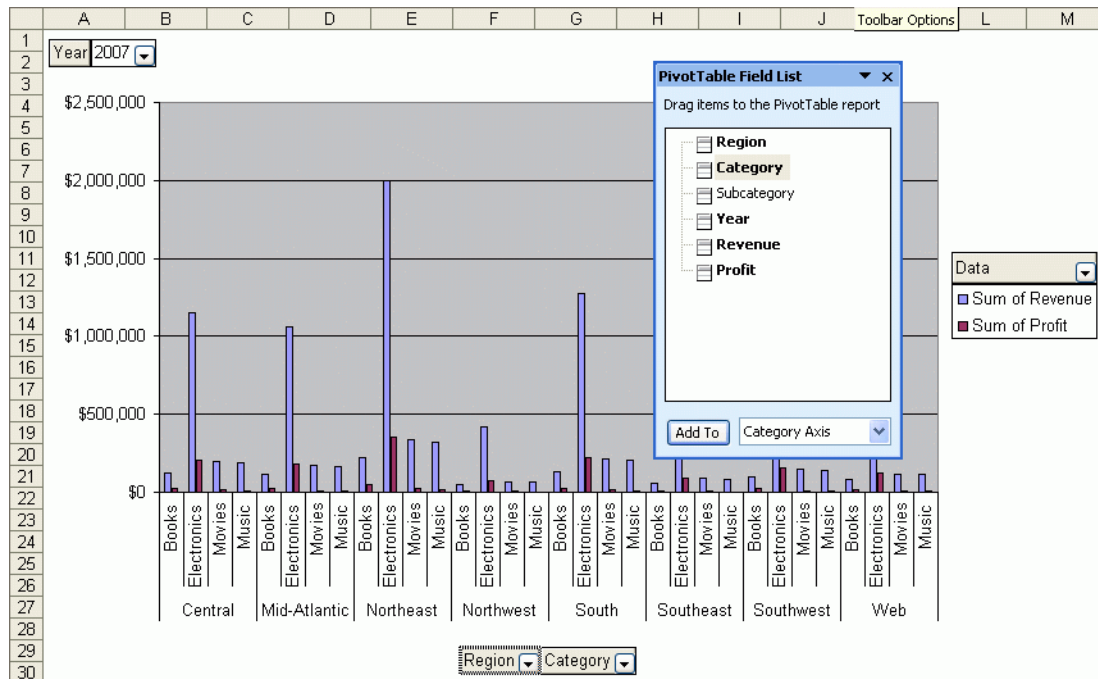 A B C D E F G H I J Toolbar Options L M
1
2
3
4
5
6
7
8
9
10
11
12
13
14
15
16
17
18
19
20
21
22
23
24
25
26
27
28
29
30
Year 2007
$2,500,000
$2,000,000
$1,500,000
$1,000,000
$500,000
$0
PivotTable Field List
Drag items to the PivotTable report
Region
Category
Subcategory
Year
Revenue
Profit
Add To Category Axis
Data
Sum of Revenue
Sum of Profit
Books Electronics Movies Music Books Electronics Movies Music Books Electronics Movies Music Books Electronics Movies Music Books Electronics Movies Music Books Electronics Movies Music Books Electronics Movies Music Books Electronics Movies Music
Central Mid-Atlantic Northeast Northwest South Southeast Southwest Web
Region Category